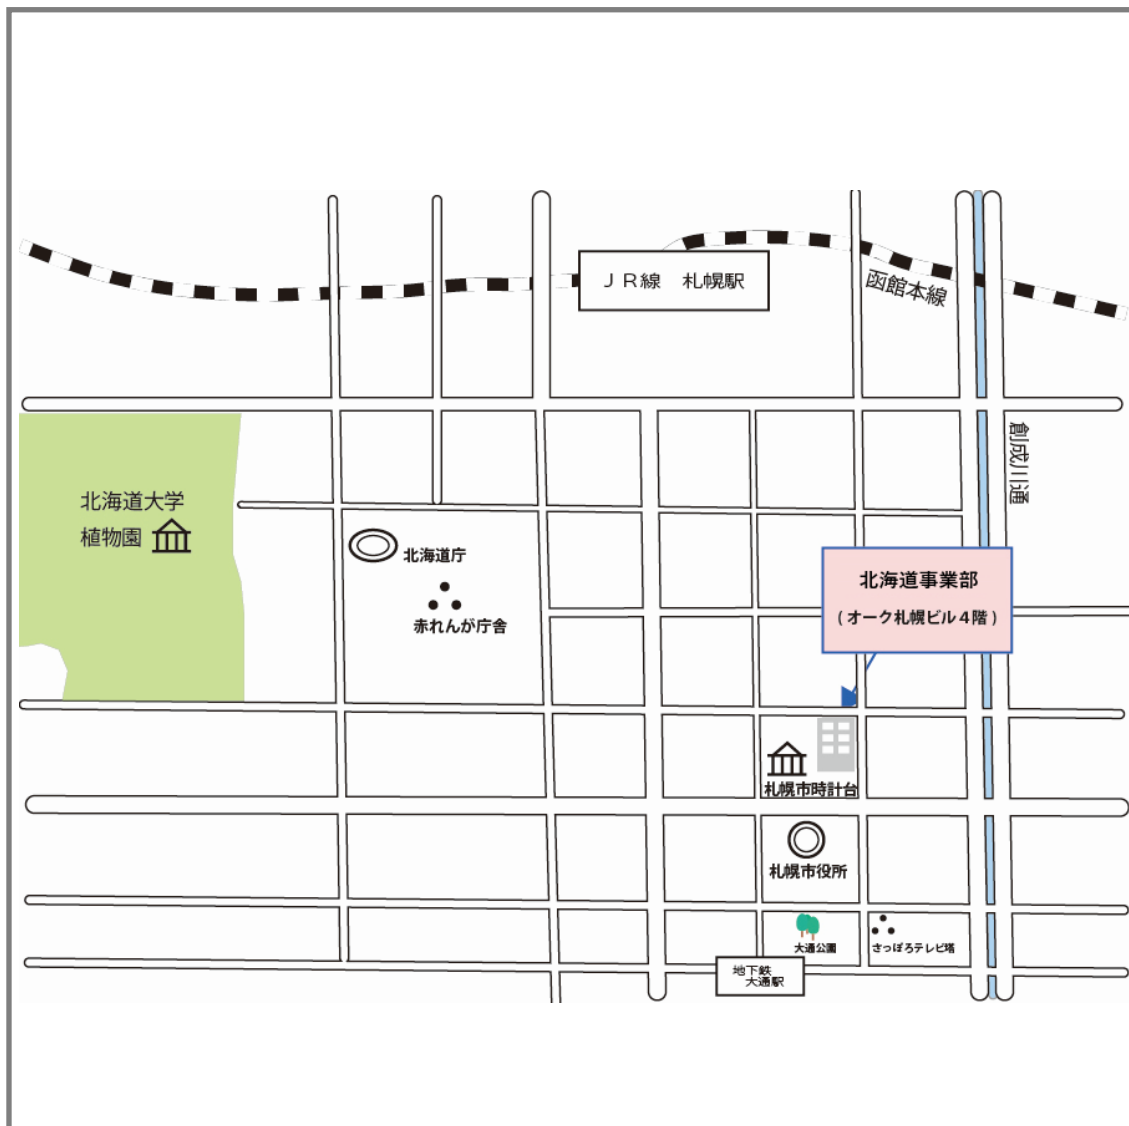 JR線 札幌駅
函館本線
創成川通
北海道大学
植物園
北海道庁
赤れんが庁舎
北海道事業部
(オーク札幌ビル4階)
札幌市時計台
札幌市役所
大通公園
さっぽろテレビ塔
地下鉄
大通駅